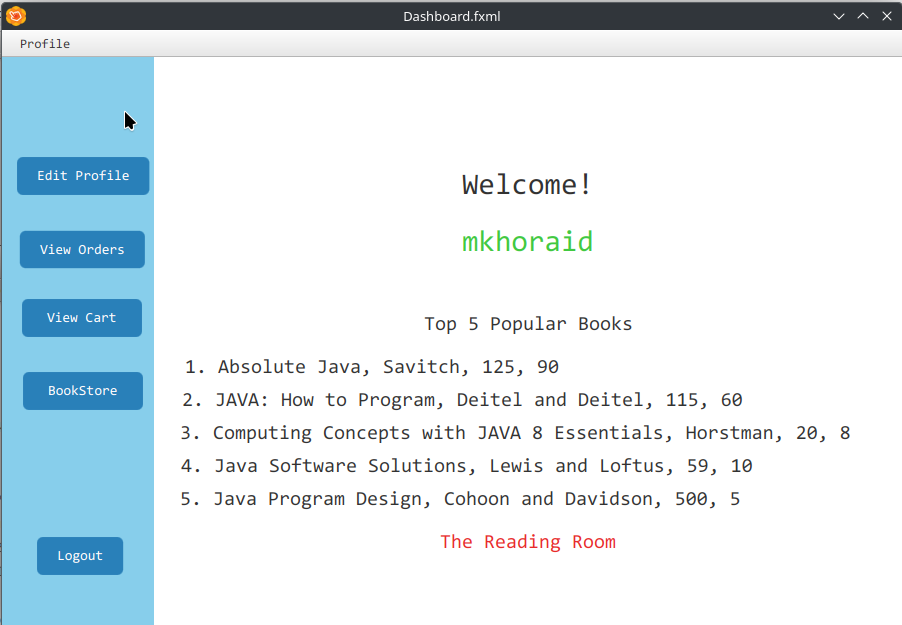 Dashboard.fxml
Profile
Edit Profile
View Orders
View Cart
BookStore
Logout
Welcome!
mkhoraid
Top 5 Popular Books
1. Absolute Java, Savitch, 125, 90
2. JAVA: How to Program, Deitel and Deitel, 115, 60
3. Computing Concepts with JAVA 8 Essentials, Horstman, 20, 8
4. Java Software Solutions, Lewis and Loftus, 59, 10
5. Java Program Design, Cohoon and Davidson, 500, 5
The Reading Room